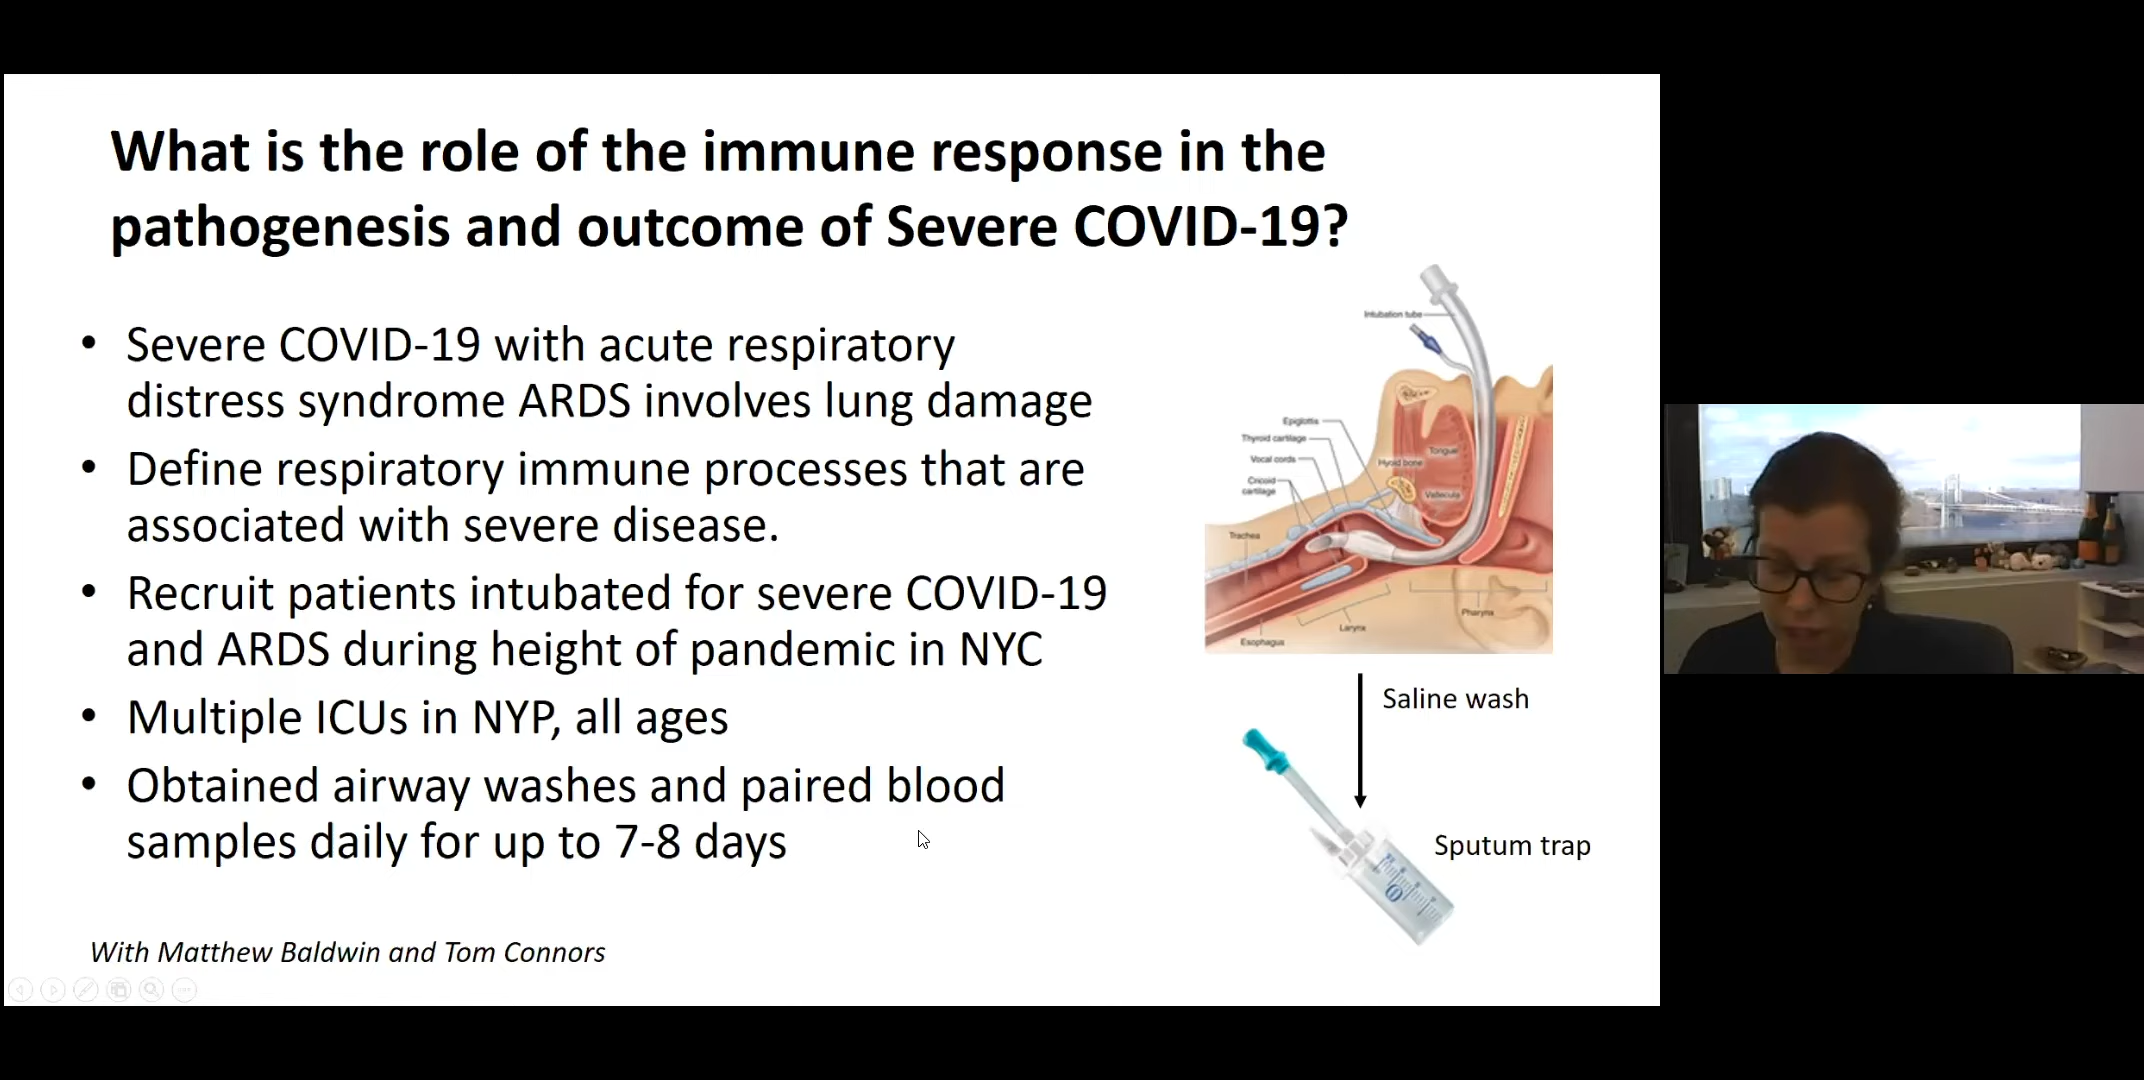 What is the role of the immune response in the
pathogenesis and outcome of Severe COVID-19?
• Severe COVID-19 with acute respiratory
distress syndrome ARDS involves lung damage
• Define respiratory immune processes that are
associated with severe disease.
• Recruit patients intubated for severe COVID-19
and ARDS during height of pandemic in NYC
• Multiple ICUs in NYP, all ages
• Obtained airway washes and paired blood
samples daily for up to 7-8 days
With Matthew Baldwin and Tom Connors
Intubation tube
Epiglottis
Thyroid cartilage
Vocal cords
Cricoid
cartilage
Tongue
Hyoid bone
Vallecula
Trachea
Pharynx
Larynx
Esophagus
Saline wash
Sputum trap